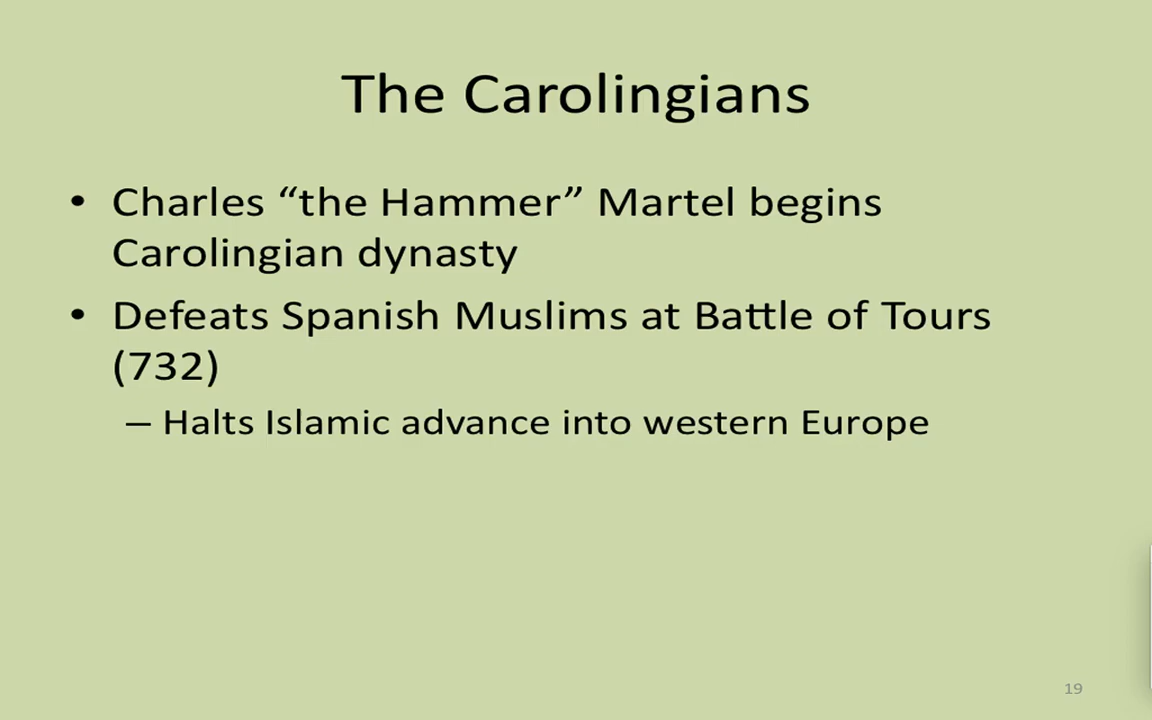 The Carolingians
• Charles “the Hammer” Martel begins
Carolingian dynasty
• Defeats Spanish Muslims at Battle of Tours
(732)
– Halts Islamic advance into western Europe
19